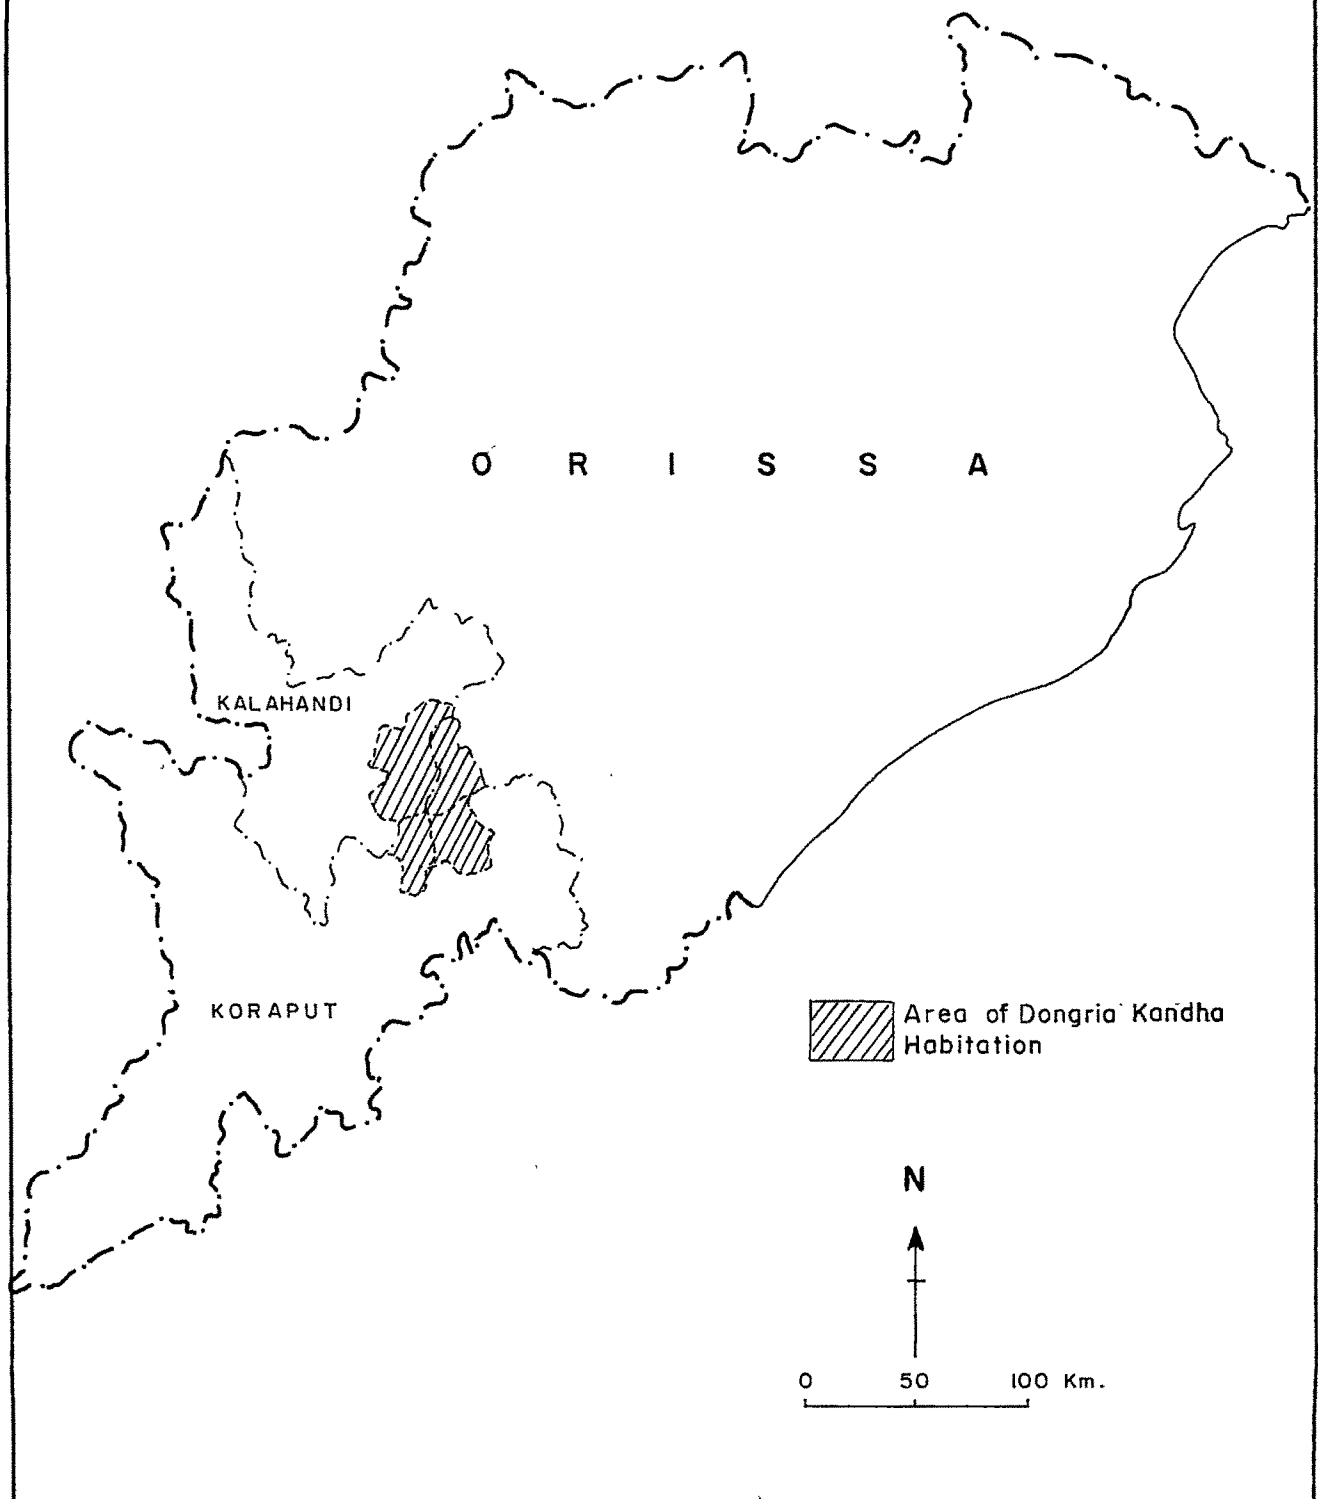 O R I S S A
KALAHANDI
KORAPUT
Area of Dongria Kandha
Habitation
N
0 50 100 Km.